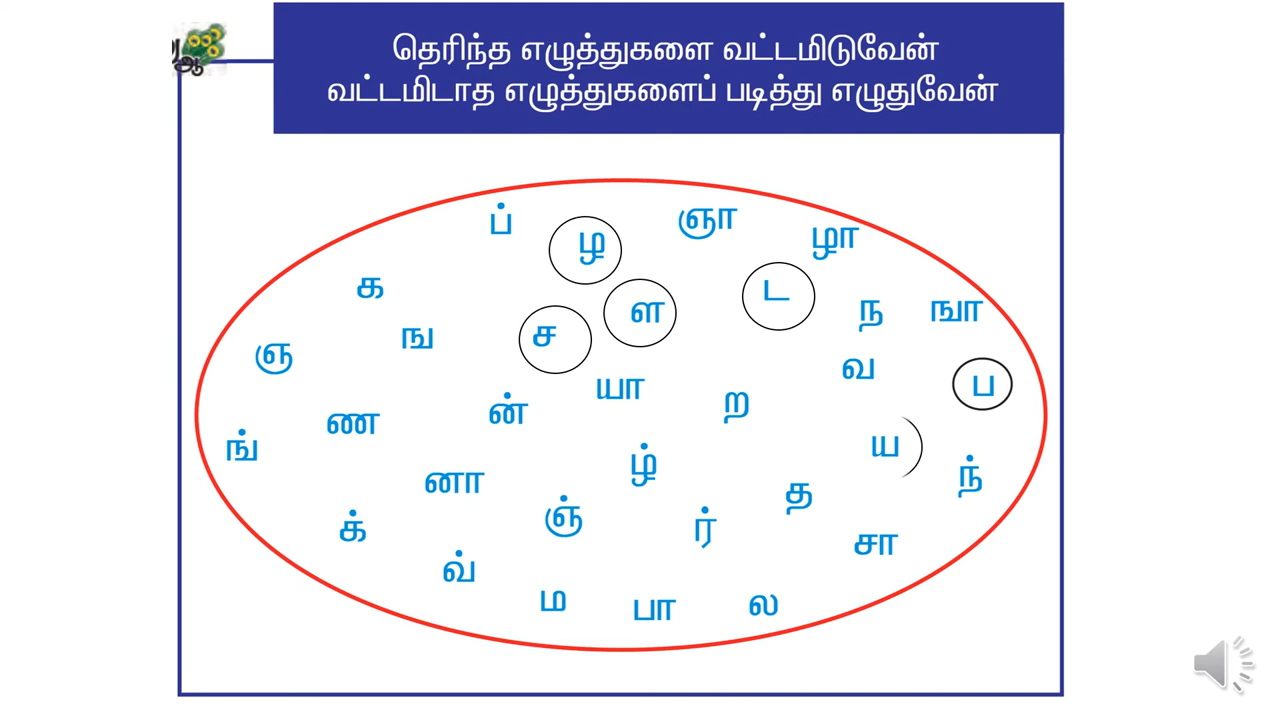 தெரிந்த எழுத்துகளை வட்டமிடுவேன்
வட்டமிடாத எழுத்துகளைப் படித்து எழுதுவேன்
ப் ழ ஞா ழா
க ள ட ந ஙா
ஞ ங ச வ ப
ண ன் யா ற
ங் ழ் ய ந்
னா த
க் ஞ் ர் சா
வ் ம பா ல